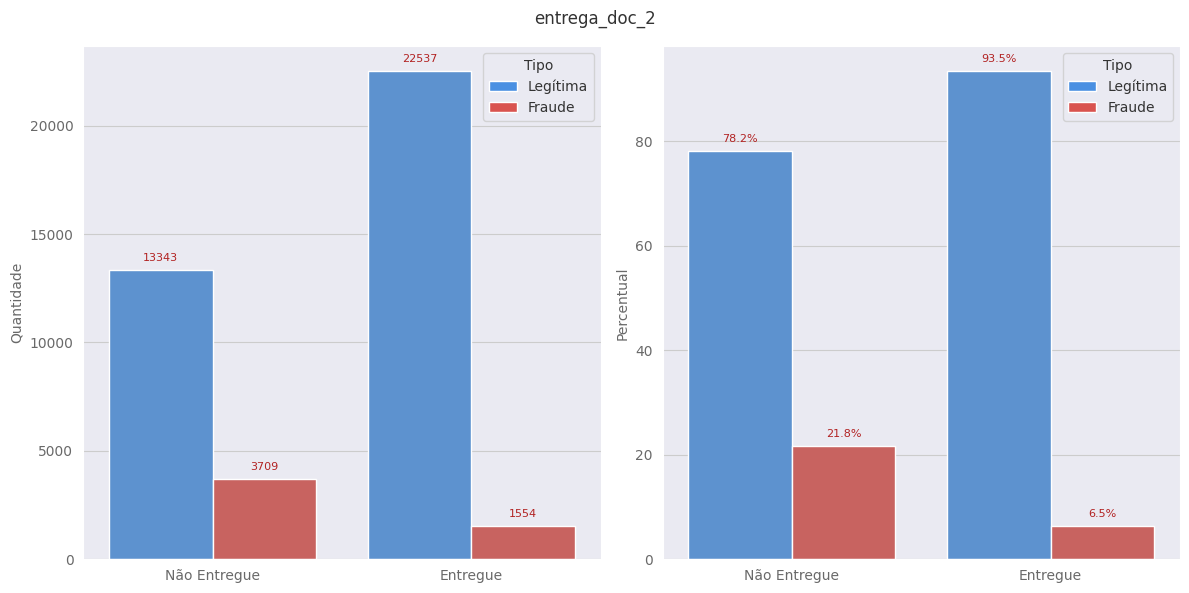 entrega_doc_2
Quantidade
20000
15000
10000
5000
0
22537
13343
3709
1554
Tipo
Legítima
Fraude
Não Entregue
Entregue
Percentual
80
60
40
20
0
93.5%
78.2%
21.8%
6.5%
Tipo
Legítima
Fraude
Não Entregue
Entregue